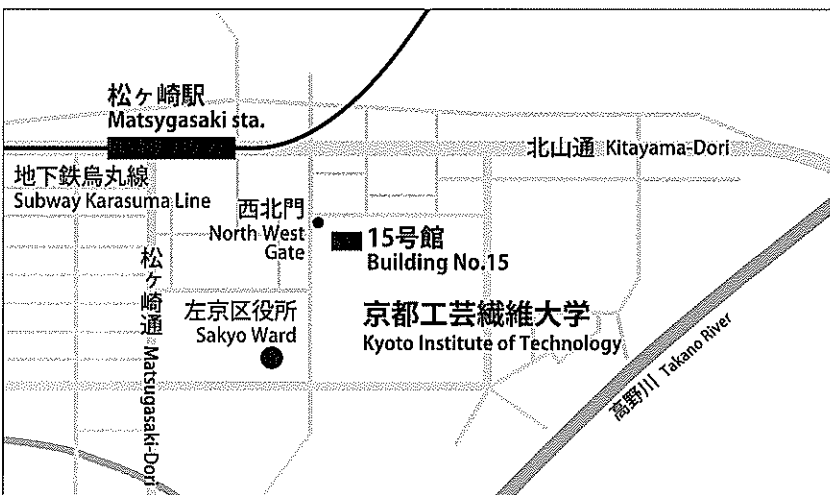 松ヶ崎駅
Matsygasaki sta.
北山通 Kitayama-Dori
地下鉄烏丸線
Subway Karasuma Line
西北門
North West
Gate
15号館
Building No.15
松ヶ崎通 Matsugasaki-Dori
左京区役所
Sakyo Ward
京都工芸繊維大学
Kyoto Institute of Technology
高野川 Takano River